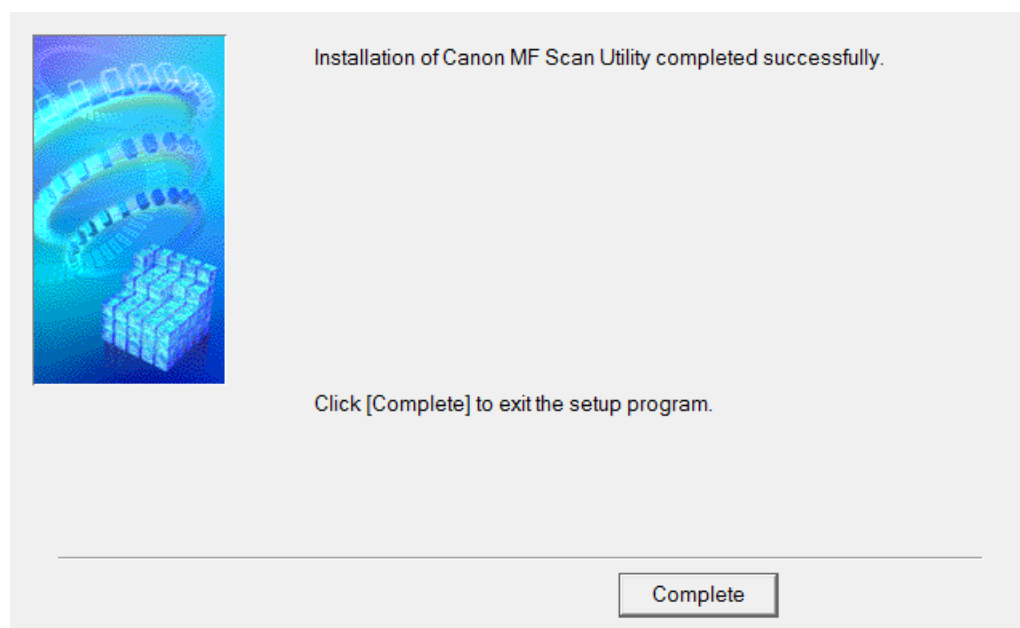 Installation of Canon MF Scan Utility completed successfully.
Click [Complete] to exit the setup program.
Complete